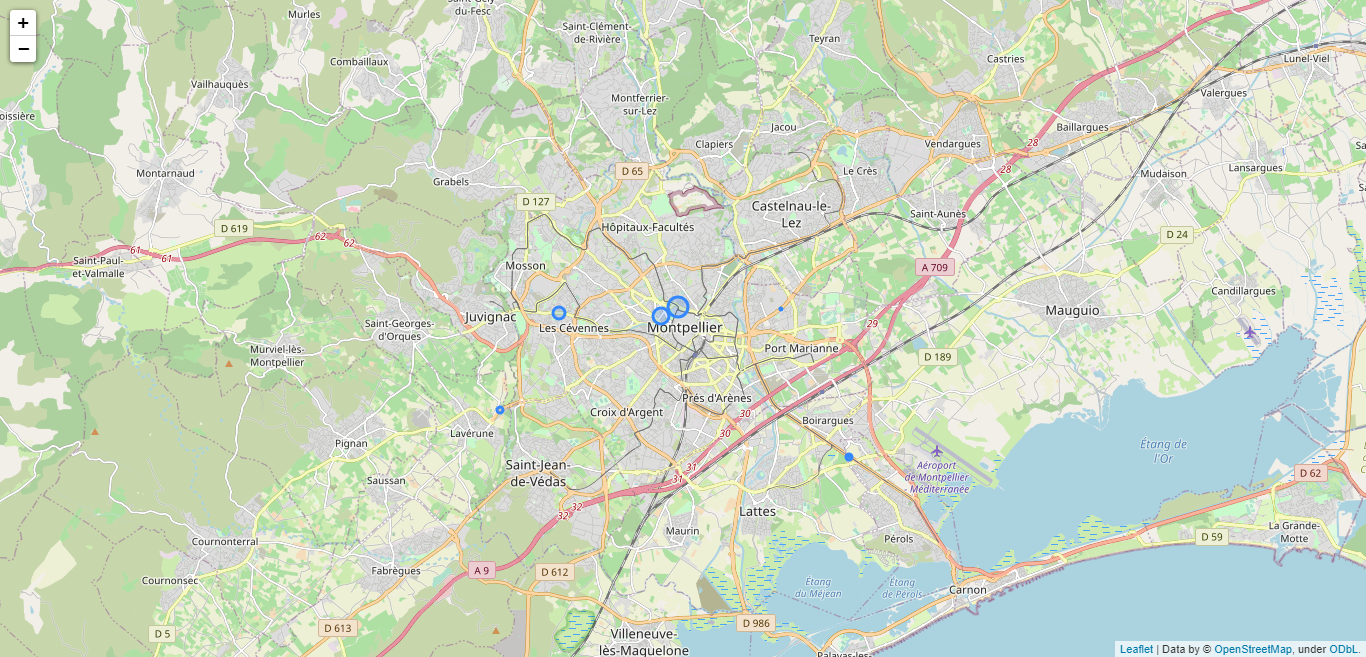 +
−
Murles
Saint-Gély
du-Fesc
Saint-Clément-
de-Rivière
Teyran
Castries
Lunel-Viel
Combaillaux
Vailhauquès
Montferrier-
sur-Lez
Valergues
oissière
Jacou
Baillargues
Clapiers
Vendargues
28
28
Montarnaud
Grabels
D 65
Le Crès
Lansargues
Mudaison
D 127
Castelnau-le-
Lez
Saint-Aunès
D 619
62
62
Hôpitaux-Facultés
D 24
61
61
Saint-Paul-
et-Valmalle
Mosson
A 709
Candillargues
Juvignac
Les Cévennes
Montpellier
Saint-Georges-
d'Orques
29
Mauguio
Murviel-lès-
Montpellier
Port Marianne
D 189
Prés d'Arènes
Croix d'Argent
30
30
Boirargues
Lavérune
Pignan
Étang de
l'Or
Saint-Jean-
de-Védas
31
31
Aéroport
de Montpellier
Méditerranée
D 62
Saussan
32
32
Lattes
Maurin
Pérols
La Grande-
Motte
D 59
Cournonterral
Cournonsec
Fabrègues
A 9
D 612
Étang
du Méjean
Étang
de Pérols
Carnon
D 5
D 613
D 986
Villeneuve-
lès-Maguelone
Palavas-les-
Leaflet | Data by © OpenStreetMap, under ODbL.